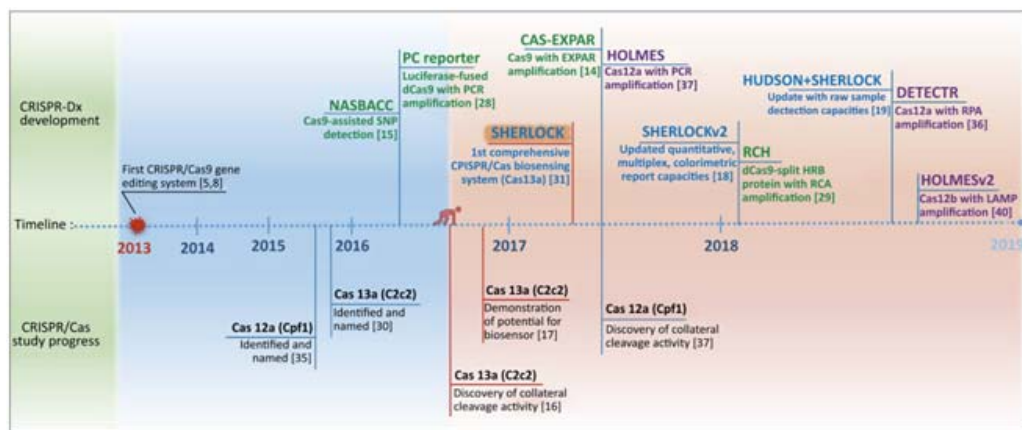 CRISPR-Dx
development
First CRISPR/Cas9 gene
editing system [5,8]
NASBACC
Cas9-assisted SNP
detection [15]
PC reporter
Luciferase-fused
dCas9 with PCR
amplification [28]
CAS-EXPAR
Cas9 with EXPAR
amplification [14]
SHERLOCK
1st comprehensive
CPISPR/Cas biosensing
system (Cas13a) [31]
HOLMES
Cas12a with PCR
amplification [37]
SHERLOCKv2
Updated quantitative,
multiplex, colorimetric
report capacities [18]
RCH
dCas9-split HRB
protein with RCA
amplification [29]
HUDSON+SHERLOCK
Update with raw sample
dectection capacities [19]
DETECTR
Cas12a with RPA
amplification [36]
HOLMESv2
Cas12b with LAMP
amplification [40]
Timeline :
2013
2014
2015
2016
2017
2018
2019
CRISPR/Cas
study progress
Cas 12a (Cpf1)
Identified and
named [35]
Cas 13a (C2c2)
Identified and
named [30]
Cas 13a (C2c2)
Discovery of collateral
cleavage activity [16]
Cas 13a (C2c2)
Demonstration
of potential for
biosensor [17]
Cas 12a (Cpf1)
Discovery of collateral
cleavage activity [37]